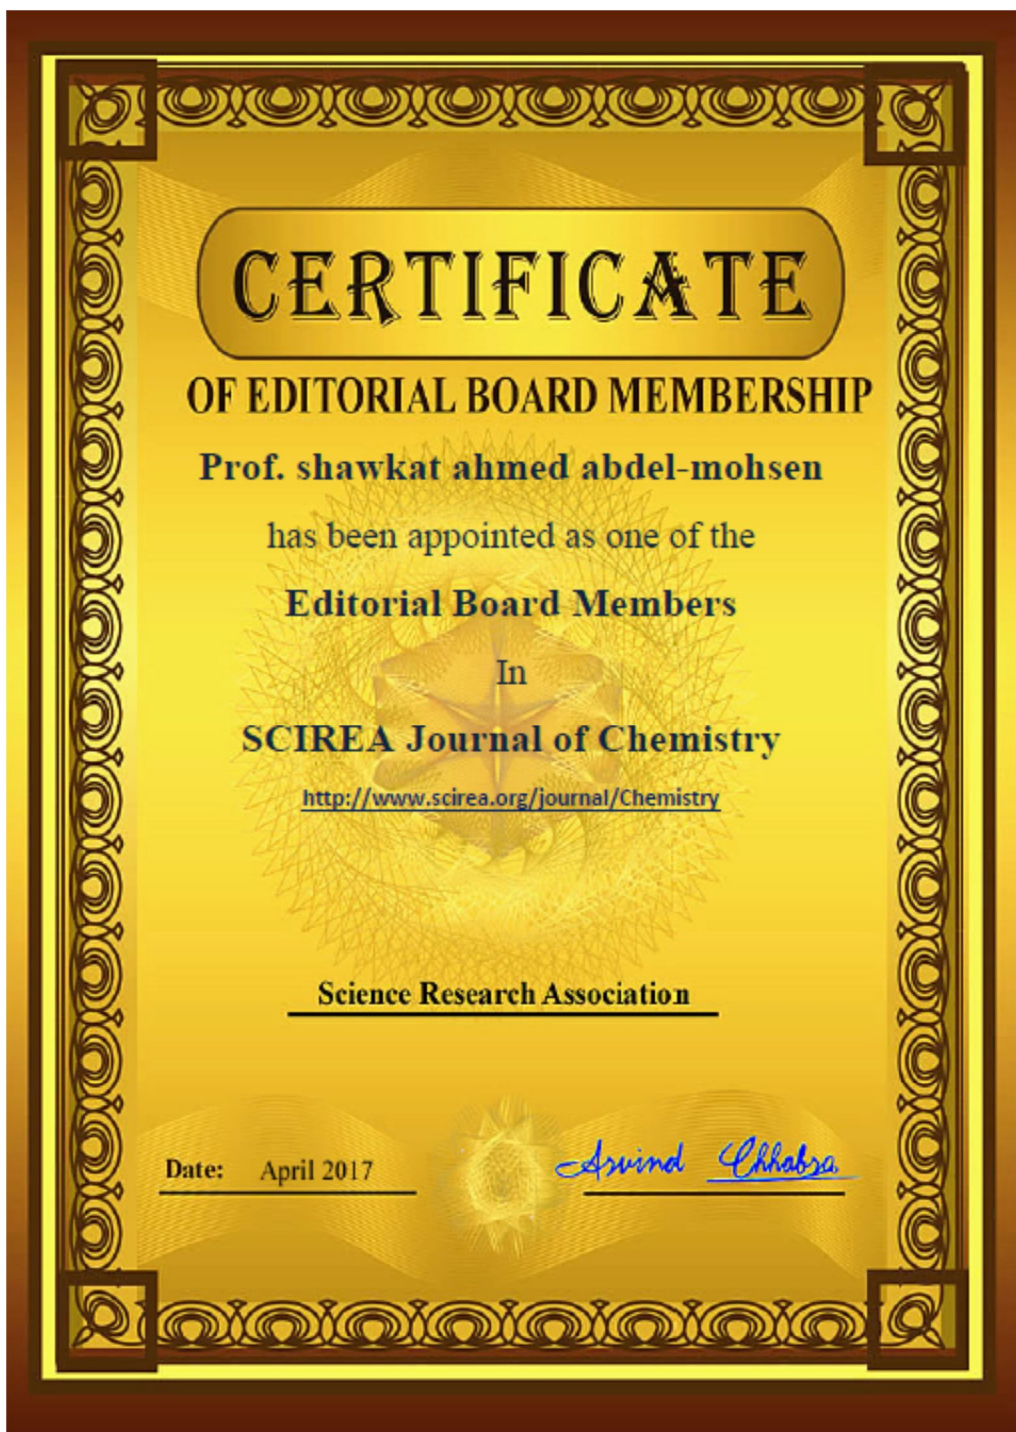 CERTIFICATE
OF EDITORIAL BOARD MEMBERSHIP
Prof. shawkat ahmed abdel-mohsen
has been appointed as one of the
Editorial Board Members
In
SCIREA Journal of Chemistry
http://www.scirea.org/journal/Chemistry
Science Research Association
Arvind Chhabra
Date: April 2017